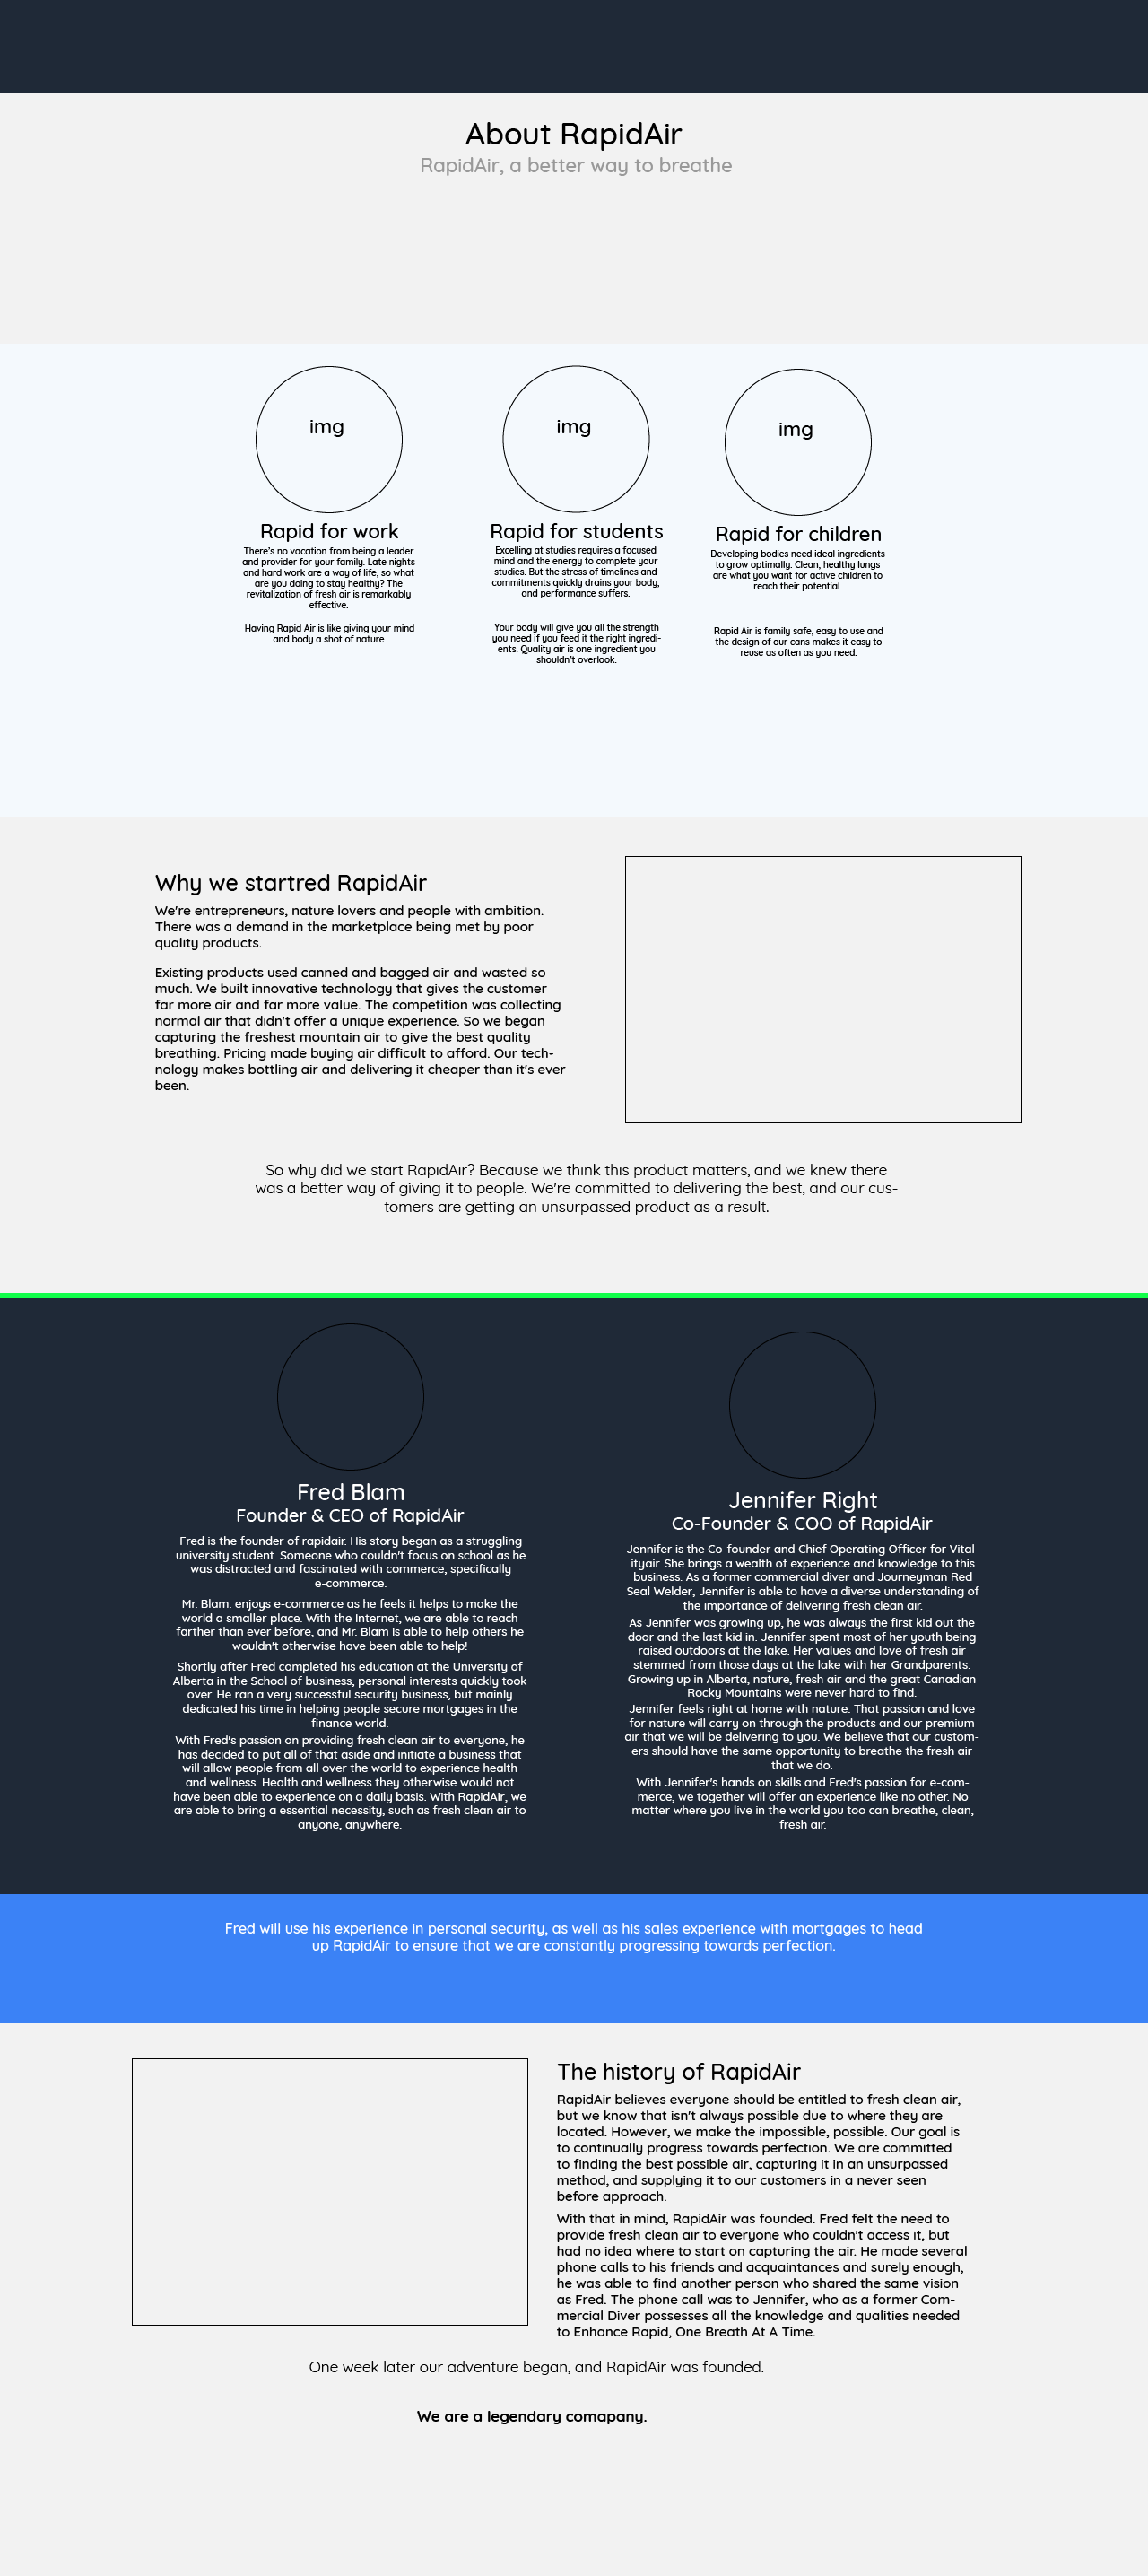 About RapidAir
RapidAir, a better way to breathe
img
Rapid for work
There's no vacation from being a leader
and provider for your family. Late nights
and hard work are a way of life, so what
are you doing to stay healthy? The
revitalization of fresh air is remarkably
effective.
Having Rapid Air is like giving your mind
and body a shot of nature.
img
Rapid for students
Excelling at studies requires a focused
mind and the energy to complete your
studies. But the stress of timelines and
commitments quickly drains your body,
and performance suffers.
Your body will give you all the strength
you need if you feed it the right ingredi-
ents. Quality air is one ingredient you
shouldn't overlook.
img
Rapid for children
Developing bodies need ideal ingredients
to grow optimally. Clean, healthy lungs
are what you want for active children to
reach their potential.
Rapid Air is family safe, easy to use and
the design of our cans makes it easy to
reuse as often as you need.
Why we startred RapidAir
We're entrepreneurs, nature lovers and people with ambition.
There was a demand in the marketplace being met by poor
quality products.
Existing products used canned and bagged air and wasted so
much. We built innovative technology that gives the customer
far more air and far more value. The competition was collecting
normal air that didn't offer a unique experience. So we began
capturing the freshest mountain air to give the best quality
breathing. Pricing made buying air difficult to afford. Our tech-
nology makes bottling air and delivering it cheaper than it's ever
been.
So why did we start RapidAir? Because we think this product matters, and we knew there
was a better way of giving it to people. We're committed to delivering the best, and our cus-
tomers are getting an unsurpassed product as a result.
Fred Blam
Founder & CEO of RapidAir
Fred is the founder of rapidair. His story began as a struggling
university student. Someone who couldn't focus on school as he
was distracted and fascinated with commerce, specifically
e-commerce.
Mr. Blam. enjoys e-commerce as he feels it helps to make the
world a smaller place. With the Internet, we are able to reach
farther than ever before, and Mr. Blam is able to help others he
wouldn't otherwise have been able to help!
Shortly after Fred completed his education at the University of
Alberta in the School of business, personal interests quickly took
over. He ran a very successful security business, but mainly
dedicated his time in helping people secure mortgages in the
finance world.
With Fred's passion on providing fresh clean air to everyone, he
has decided to put all of that aside and initiate a business that
will allow people from all over the world to experience health
and wellness. Health and wellness they otherwise would not
have been able to experience on a daily basis. With RapidAir, we
are able to bring a essential necessity, such as fresh clean air to
anyone, anywhere.
Jennifer Right
Co-Founder & COO of RapidAir
Jennifer is the Co-founder and Chief Operating Officer for Vital-
ityair. She brings a wealth of experience and knowledge to this
business. As a former commercial diver and Journeyman Red
Seal Welder, Jennifer is able to have a diverse understanding of
the importance of delivering fresh clean air.
As Jennifer was growing up, he was always the first kid out the
door and the last kid in. Jennifer spent most of her youth being
raised outdoors at the lake. Her values and love of fresh air
stemmed from those days at the lake with her Grandparents.
Growing up in Alberta, nature, fresh air and the great Canadian
Rocky Mountains were never hard to find.
Jennifer feels right at home with nature. That passion and love
for nature will carry on through the products and our premium
air that we will be delivering to you. We believe that our custom-
ers should have the same opportunity to breathe the fresh air
that we do.
With Jennifer's hands on skills and Fred's passion for e-com-
merce, we together will offer an experience like no other. No
matter where you live in the world you too can breathe, clean,
fresh air.
Fred will use his experience in personal security, as well as his sales experience with mortgages to head
up RapidAir to ensure that we are constantly progressing towards perfection.
The history of RapidAir
RapidAir believes everyone should be entitled to fresh clean air,
but we know that isn't always possible due to where they are
located. However, we make the impossible, possible. Our goal is
to continually progress towards perfection. We are committed
to finding the best possible air, capturing it in an unsurpassed
method, and supplying it to our customers in a never seen
before approach.
With that in mind, RapidAir was founded. Fred felt the need to
provide fresh clean air to everyone who couldn't access it, but
had no idea where to start on capturing the air. He made several
phone calls to his friends and acquaintances and surely enough,
he was able to find another person who shared the same vision
as Fred. The phone call was to Jennifer, who as a former Com-
mercial Diver possesses all the knowledge and qualities needed
to Enhance Rapid, One Breath At A Time.
One week later our adventure began, and RapidAir was founded.
We are a legendary comapany.